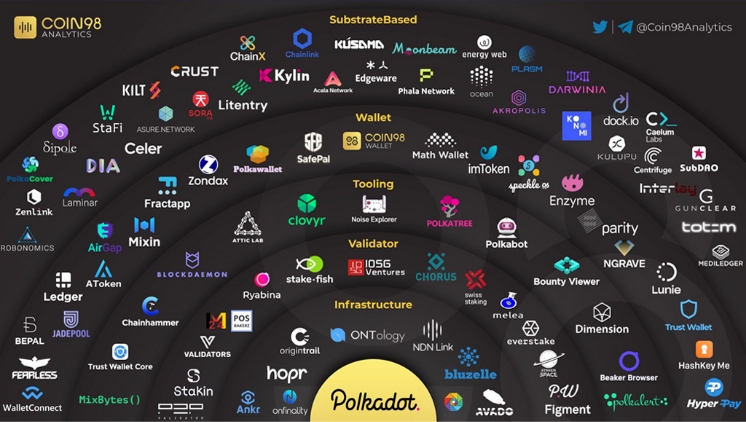 COIN98
ANALYTICS
@Coin98Analytics
SubstrateBased
ChainX
Chainlink
KUSAMA
Moonbeam
energy web
PLASM
CRUST
Kylin
Acala Network
Edgeware
Phala Network
ocean
DARWINIA
KILT
SORA
Litentry
AKROPOLIS
dock.io
StaFi
ASURE.NETWORK
KONOMI
Caelum
Labs
Sipole
DIA
Celer
KULUPU
Centrifuge
SubDAO
PolkaCover
Laminar
Interlay
GUNCLEAR
ZenLink
totem
ROBONOMICS
MEDILEDGER
Wallet
SafePal
COIN98
WALLET
Math Wallet
imToken
speckle os
Polkawallet
Zondax
Enzyme
Fractapp
parity
Mixin
AirGap
NGRAVE
AToken
Lunie
Ledger
Trust Wallet
BEPAL
JADEPOOL
HashKey Me
FEARLESS
WalletConnect
Hyper Pay
Tooling
clovyr
Noise Explorer
POLKATREE
Polkabot
ATTIC LAB
BLOCKDAEMON
Bounty Viewer
Chainhammer
Dimension
Trust Wallet Core
Beaker Browser
MixBytes()
polkalert
Validator
stake-fish
IOSG
Ventures
CHORUS
swiss
staking
Ryabina
melea
POS
BAKERZ
everstake
VALIDATORS
STAKER
SPACE
StaKin
P2P
VALIDATOR
P.W
Figment
Infrastructure
origintrail
ONTology
NDN Link
hopr
bluzelle
Ankr
onfinality
AVADO
Polkadot.